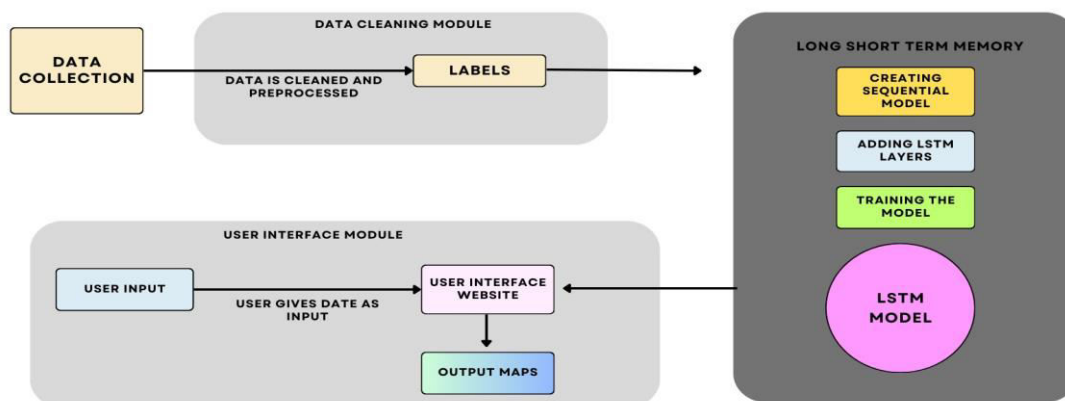 DATA CLEANING MODULE
DATA
COLLECTION
DATA IS CLEANED AND
PREPROCESSED
LABELS
LONG SHORT TERM MEMORY
CREATING
SEQUENTIAL
MODEL
ADDING LSTM
LAYERS
TRAINING THE
MODEL
LSTM
MODEL
USER INTERFACE MODULE
USER INPUT
USER GIVES DATE AS
INPUT
USER INTERFACE
WEBSITE
OUTPUT MAPS